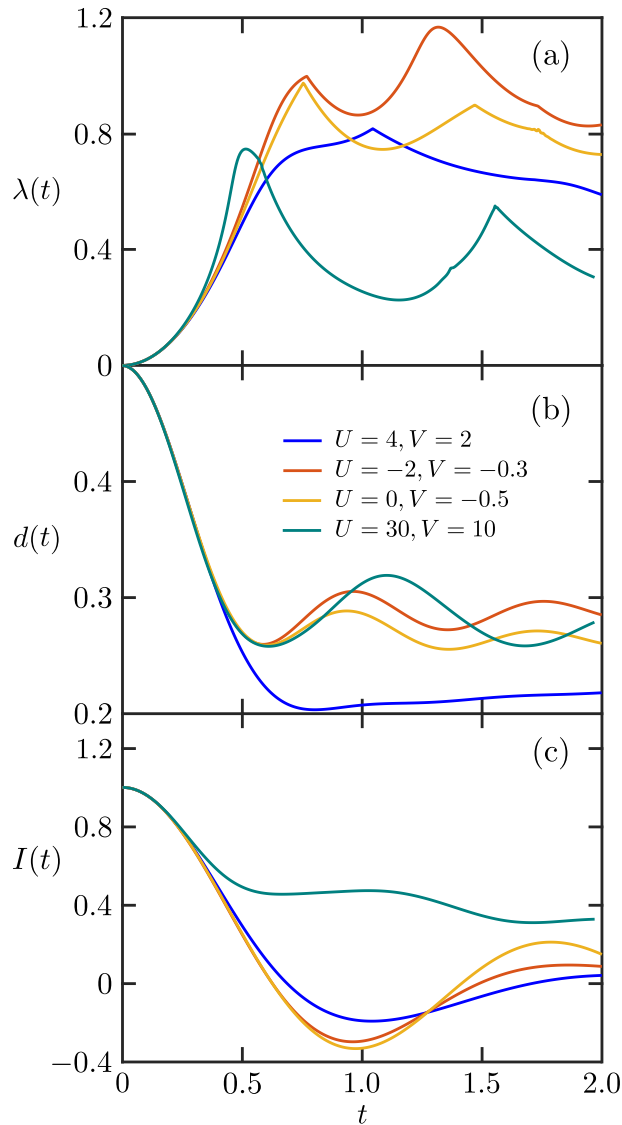 1.2
(a)
0.8
λ(t)
0.4
0
(b)
U = 4, V = 2
0.4
U = −2, V = −0.3
U = 0, V = −0.5
d(t)
U = 30, V = 10
0.3
0.2
1.2
(c)
0.8
I(t)
0.4
0
−0.4
0 0.5 1.0 1.5 2.0
t